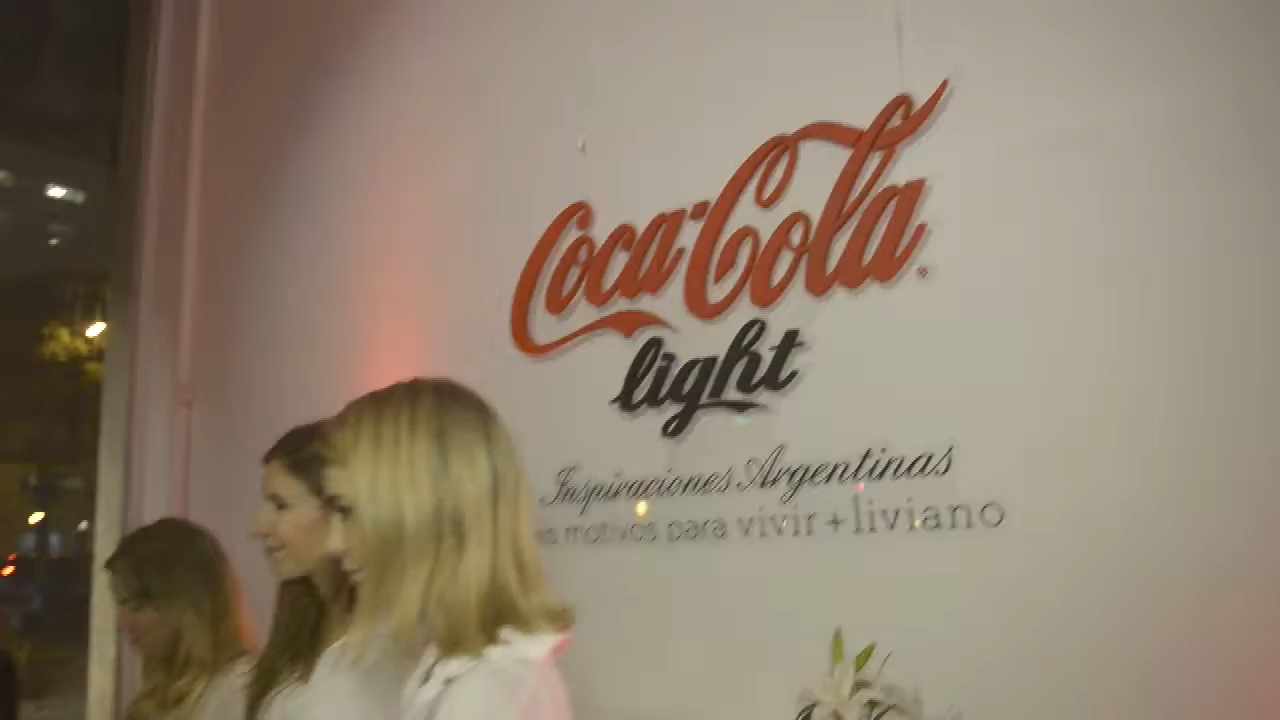 Coca-Cola
light
Inspiraciones Argentinas
motivos para vivir + liviano